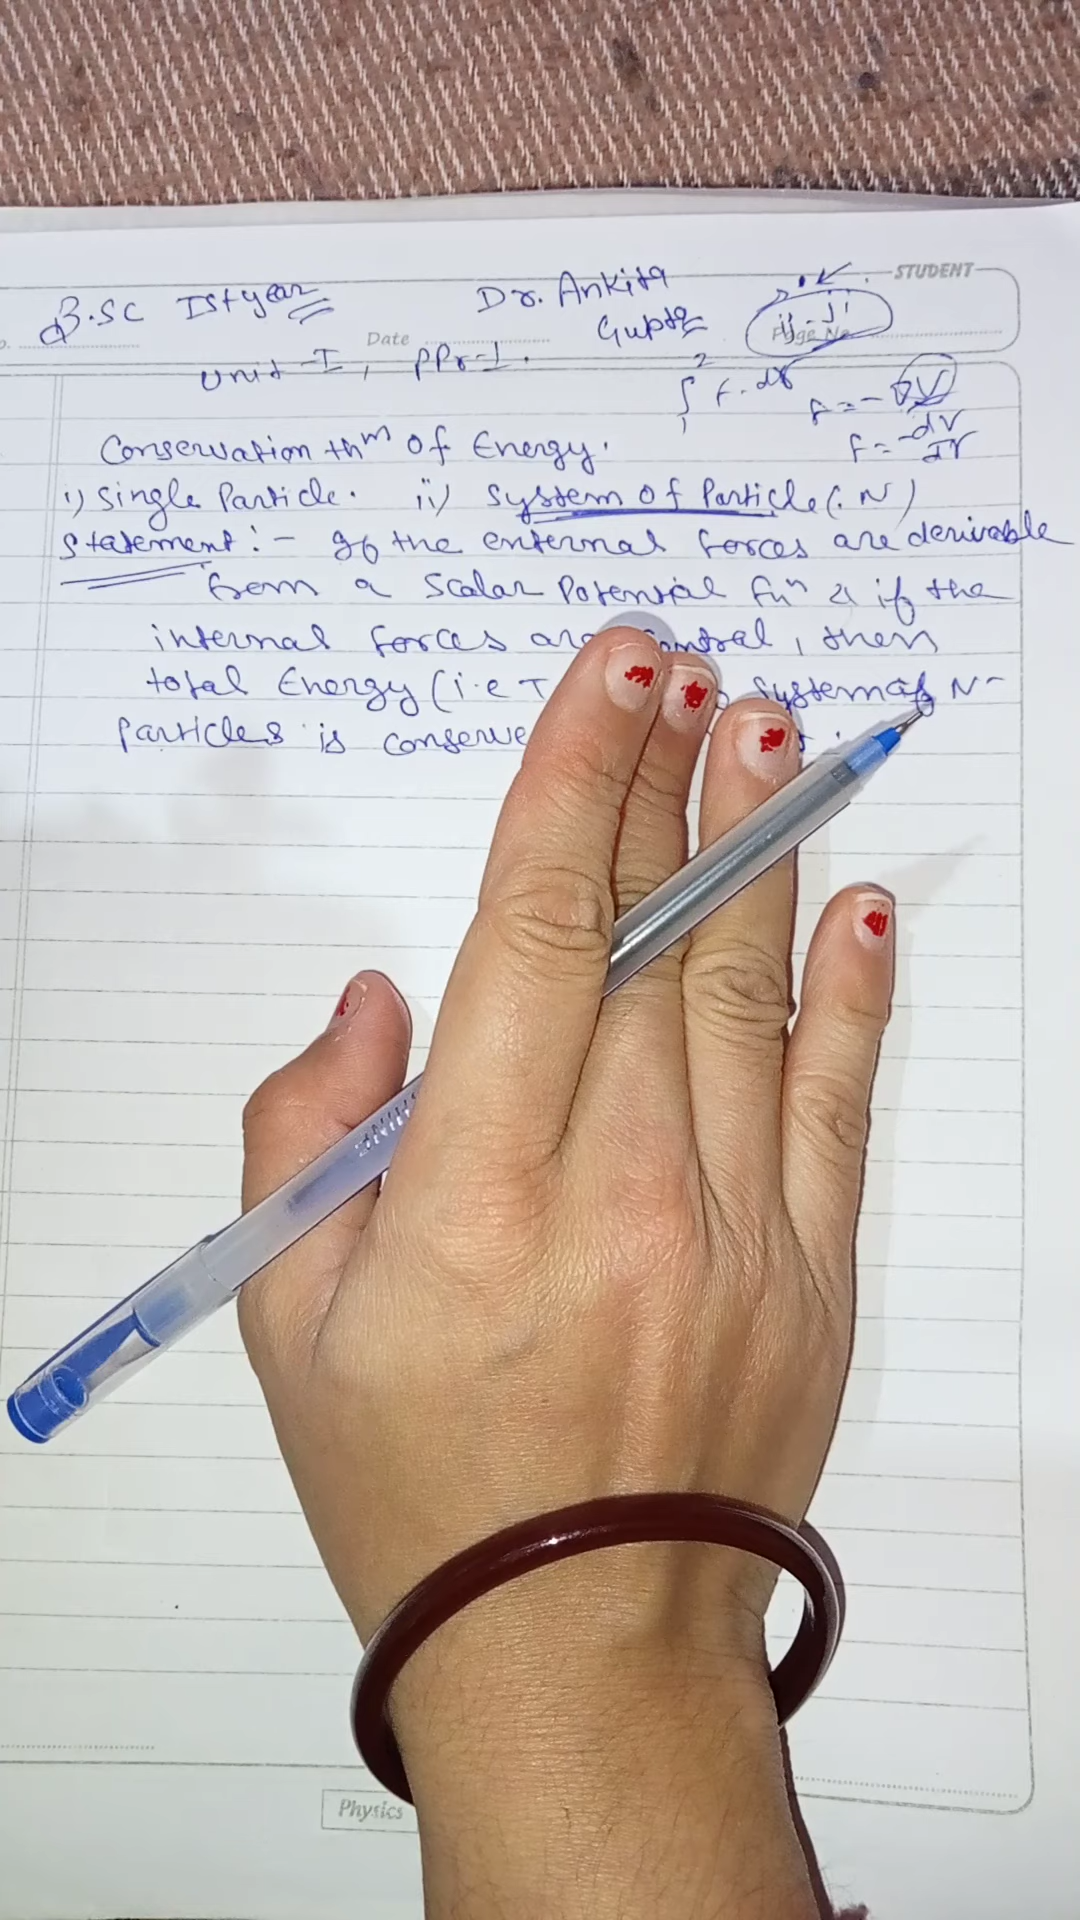 STUDENT
B.SC Ist year Dr. Ankita Gupta
Date
Page No
Unit-I, PPr-1.
∫ F. dr
F = -∇V
F = -dV/dr
Conservation thm of Energy.
i) Single Particle. ii) System of Particle (N)
Statement :- If the external forces are derivable
from a Scalar Potential fun & if the
internal forces are central, then
total Energy (i.e T system of N-
Particles is conserve
Physics